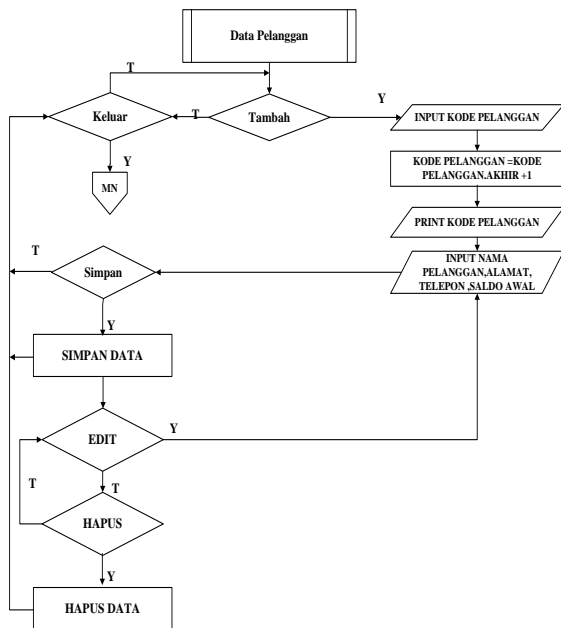 Data Pelanggan
T
Keluar
T
Tambah
Y
INPUT KODE PELANGGAN
Y
MN
KODE PELANGGAN =KODE
PELANGGAN.AKHIR +1
PRINT KODE PELANGGAN
T
Simpan
INPUT NAMA
PELANGGAN,ALAMAT,
TELEPON ,SALDO AWAL
Y
SIMPAN DATA
EDIT
Y
T
T
HAPUS
Y
HAPUS DATA